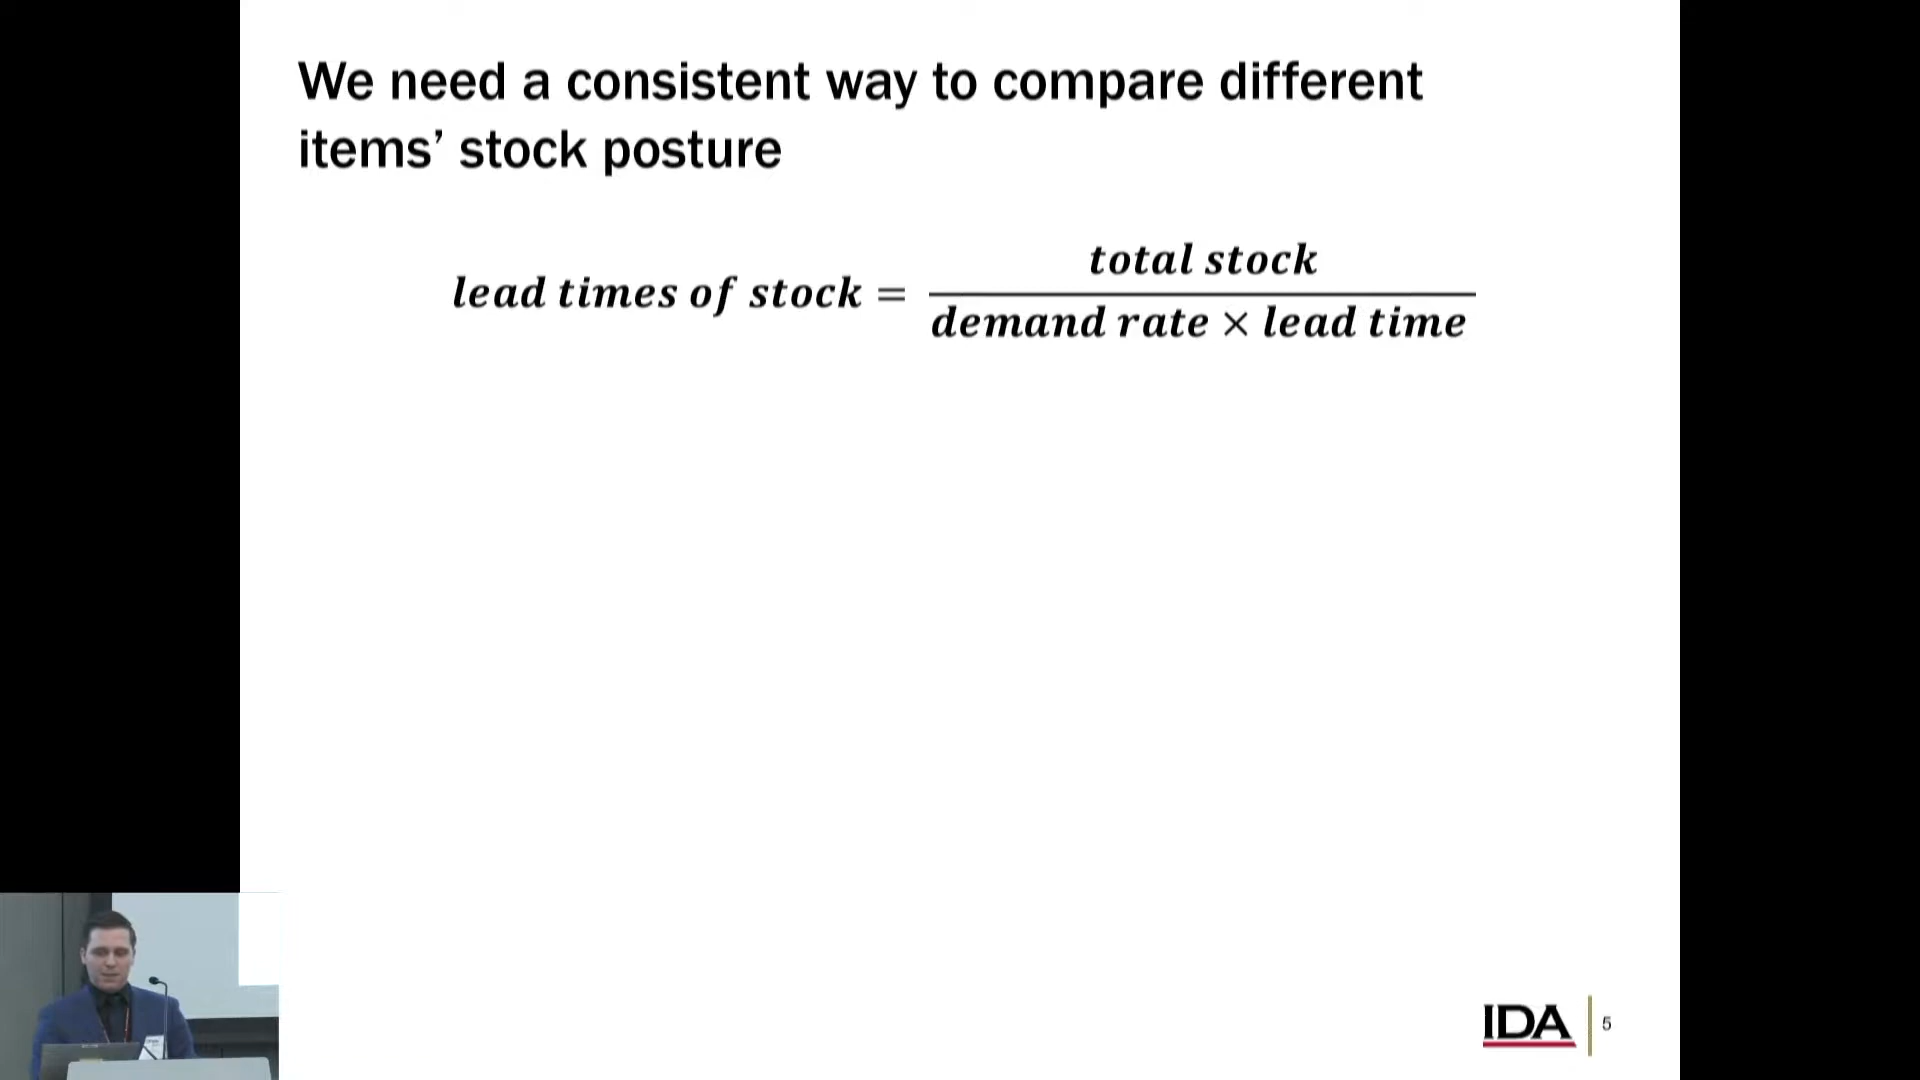 We need a consistent way to compare different
items’ stock posture
lead times of stock = total stock
demand rate × lead time
IDA
5